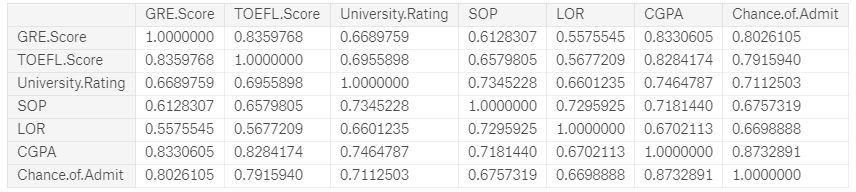 GRE.Score TOEFL.Score University.Rating SOP LOR CGPA Chance.of.Admit
GRE.Score 1.0000000 0.8359768 0.6689759 0.6128307 0.5575545 0.8330605 0.8026105
TOEFL.Score 0.8359768 1.0000000 0.6955898 0.6579805 0.5677209 0.8284174 0.7915940
University.Rating 0.6689759 0.6955898 1.0000000 0.7345228 0.6601235 0.7464787 0.7112503
SOP 0.6128307 0.6579805 0.7345228 1.0000000 0.7295925 0.7181440 0.6757319
LOR 0.5575545 0.5677209 0.6601235 0.7295925 1.0000000 0.6702113 0.6698888
CGPA 0.8330605 0.8284174 0.7464787 0.7181440 0.6702113 1.0000000 0.8732891
Chance.of.Admit 0.8026105 0.7915940 0.7112503 0.6757319 0.6698888 0.8732891 1.0000000